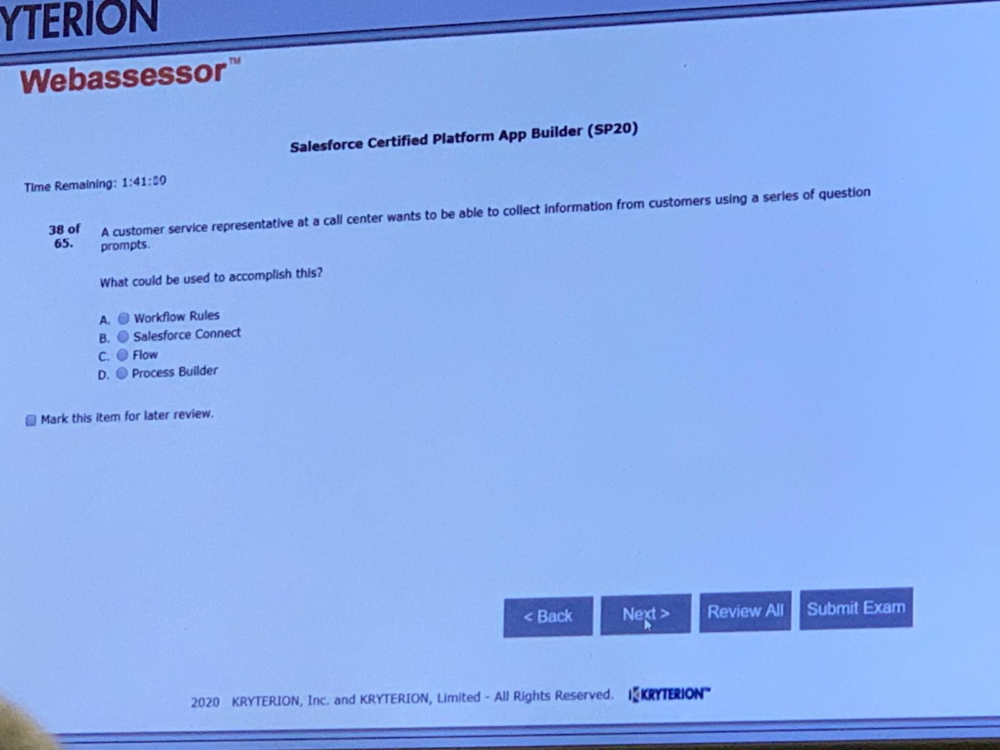 YTERION
Webassessor™
Salesforce Certified Platform App Builder (SP20)
Time Remaining:
38 of 65. A customer service representative at a call center wants to be able to collect information from customers using a series of question
prompts.
What could be used to accomplish this?
A. Workflow Rules
B. Salesforce Connect
C. Flow
D. Process Builder
Mark this item for later review.
< Back Next > Review All Submit Exam
2020 KRYTERION, Inc. and KRYTERION, Limited - All Rights Reserved. KRYTERION™